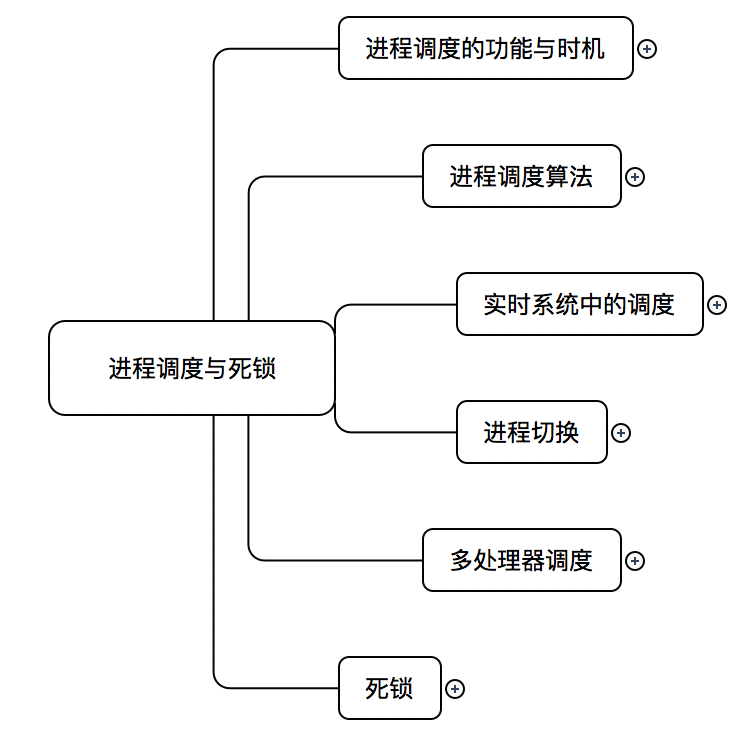 进程调度的功能与时机
进程调度算法
实时系统中的调度
进程调度与死锁
进程切换
多处理器调度
死锁